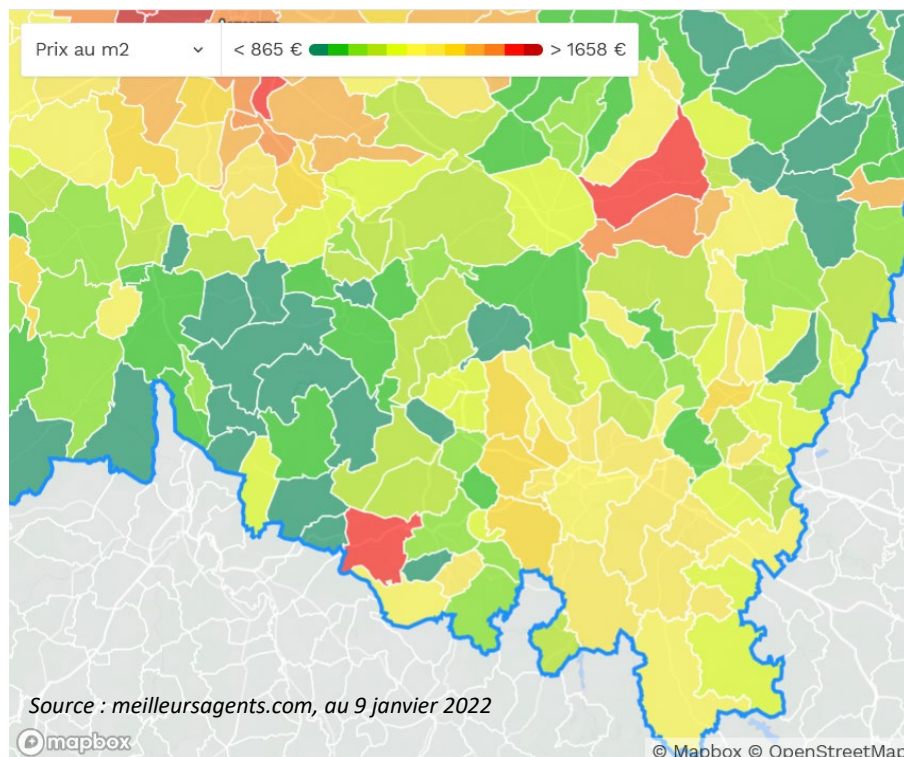 Prix au m2
< 865 €
> 1658 €
Source : meilleursagents.com, au 9 janvier 2022
mapbox
© Mapbox © OpenStreetMap